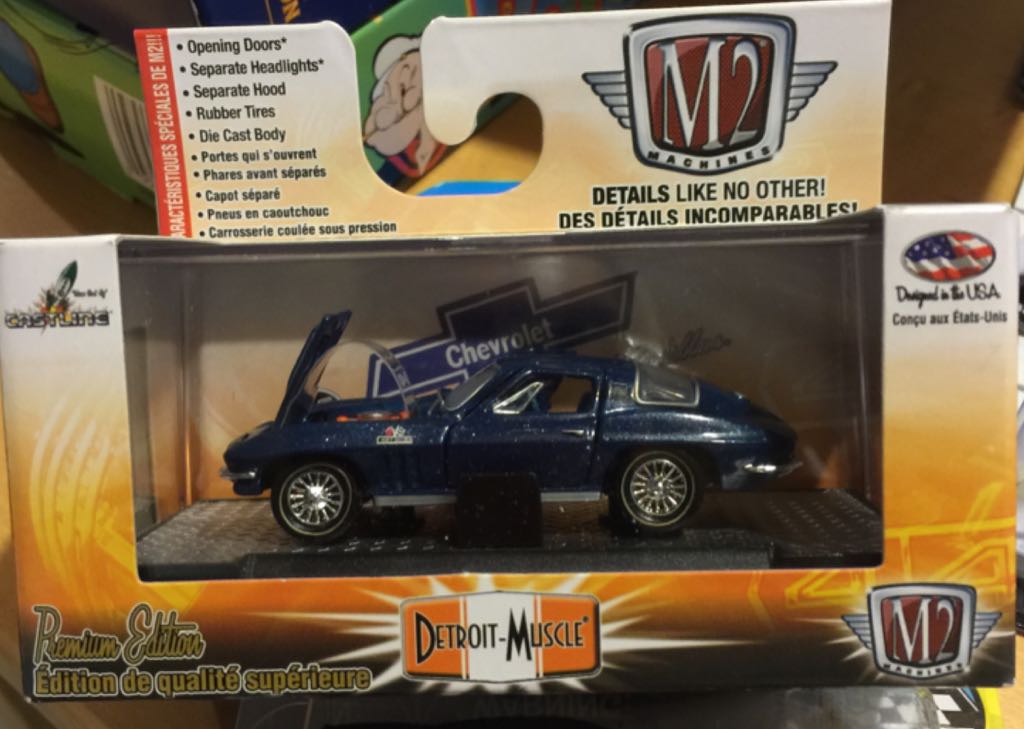 CARACTÉRISTIQUES SPÉCIALES DE M2!!!
• Opening Doors*
• Separate Headlights*
• Separate Hood
• Rubber Tires
• Die Cast Body
• Portes qui s'ouvrent
• Phares avant séparés
• Capot séparé
• Pneus en caoutchouc
• Carrosserie coulée sous pression
M2
MACHINES
DETAILS LIKE NO OTHER!
DES DÉTAILS INCOMPARABLES!
CASTLINE
Designed in the U.S.A.
Conçu aux États-Unis
Chevrolet
Premium Edition
Édition de qualité supérieure
DETROIT-MUSCLE®
M2
MACHINES